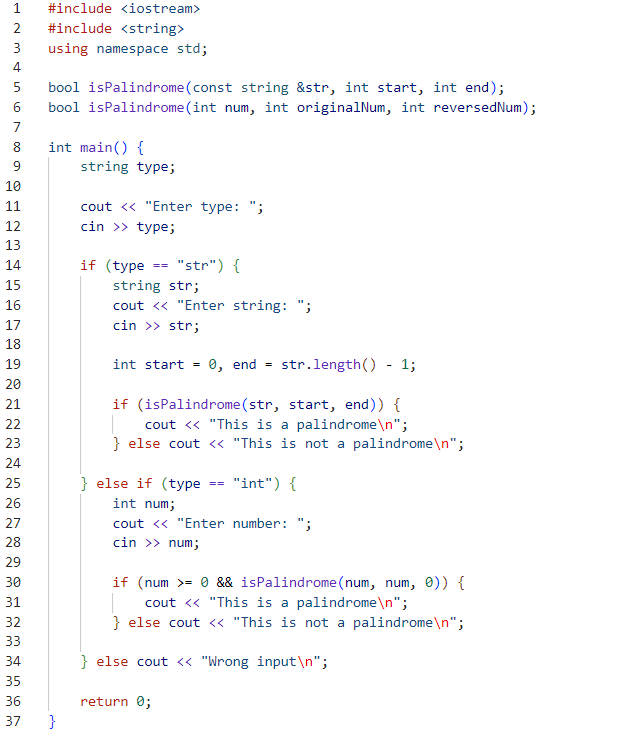 1 #include <iostream>
2 #include <string>
3 using namespace std;
4
5 bool isPalindrome(const string &str, int start, int end);
6 bool isPalindrome(int num, int originalNum, int reversedNum);
7
8 int main() {
9     string type;
10
11     cout << "Enter type: ";
12     cin >> type;
13
14     if (type == "str") {
15         string str;
16         cout << "Enter string: ";
17         cin >> str;
18
19         int start = 0, end = str.length() - 1;
20
21         if (isPalindrome(str, start, end)) {
22             cout << "This is a palindrome\n";
23         } else cout << "This is not a palindrome\n";
24
25     } else if (type == "int") {
26         int num;
27         cout << "Enter number: ";
28         cin >> num;
29
30         if (num >= 0 && isPalindrome(num, num, 0)) {
31             cout << "This is a palindrome\n";
32         } else cout << "This is not a palindrome\n";
33
34     } else cout << "Wrong input\n";
35
36     return 0;
37 }